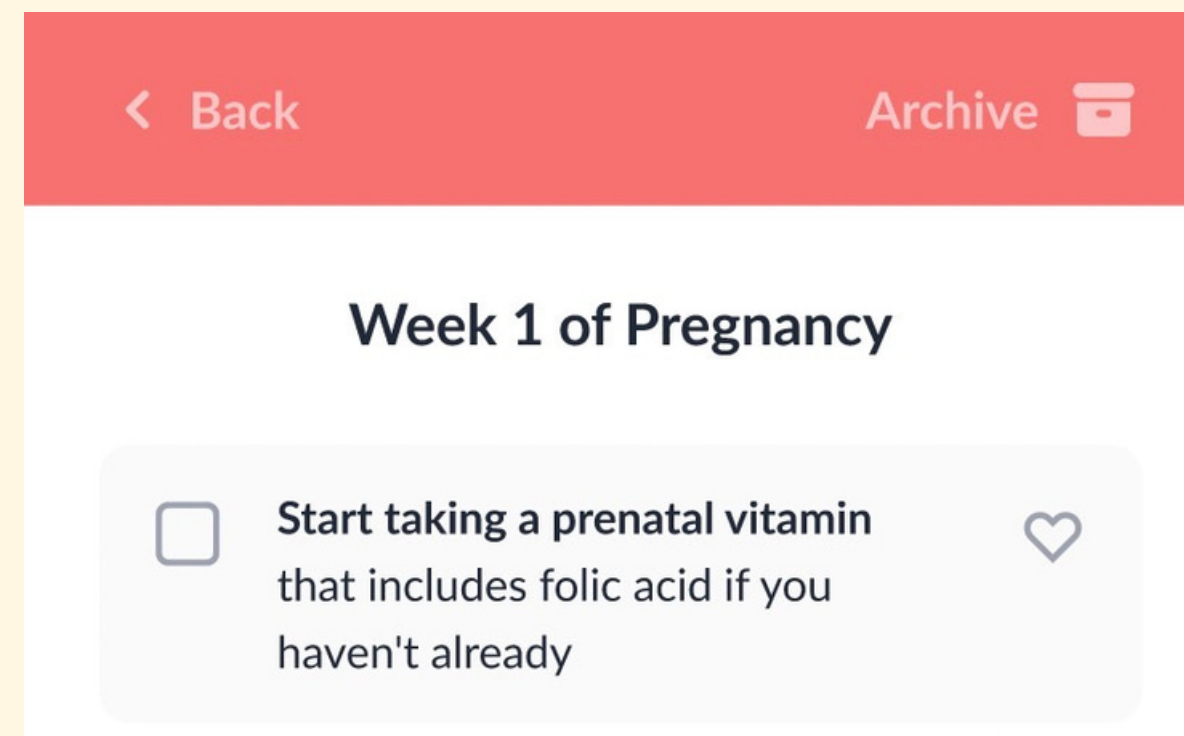 Back
Archive
Week 1 of Pregnancy
Start taking a prenatal vitamin
that includes folic acid if you
haven't already